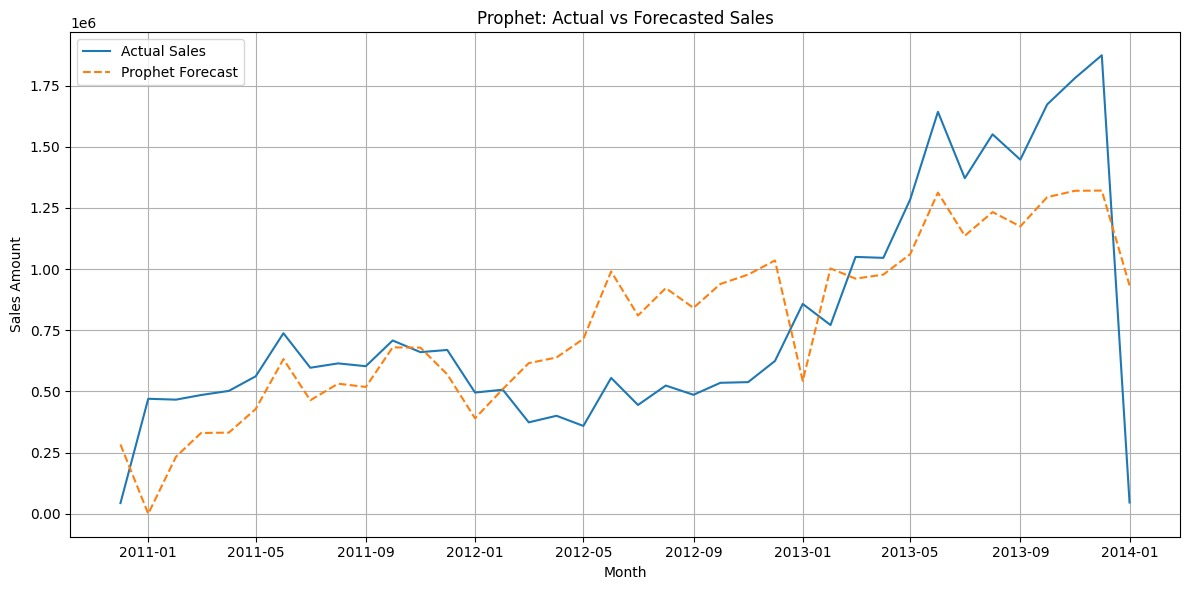 Prophet: Actual vs Forecasted Sales
1e6
Actual Sales
Prophet Forecast
1.75
1.50
1.25
1.00
0.75
0.50
0.25
0.00
Sales Amount
2011-01 2011-05 2011-09 2012-01 2012-05 2012-09 2013-01 2013-05 2013-09 2014-01
Month